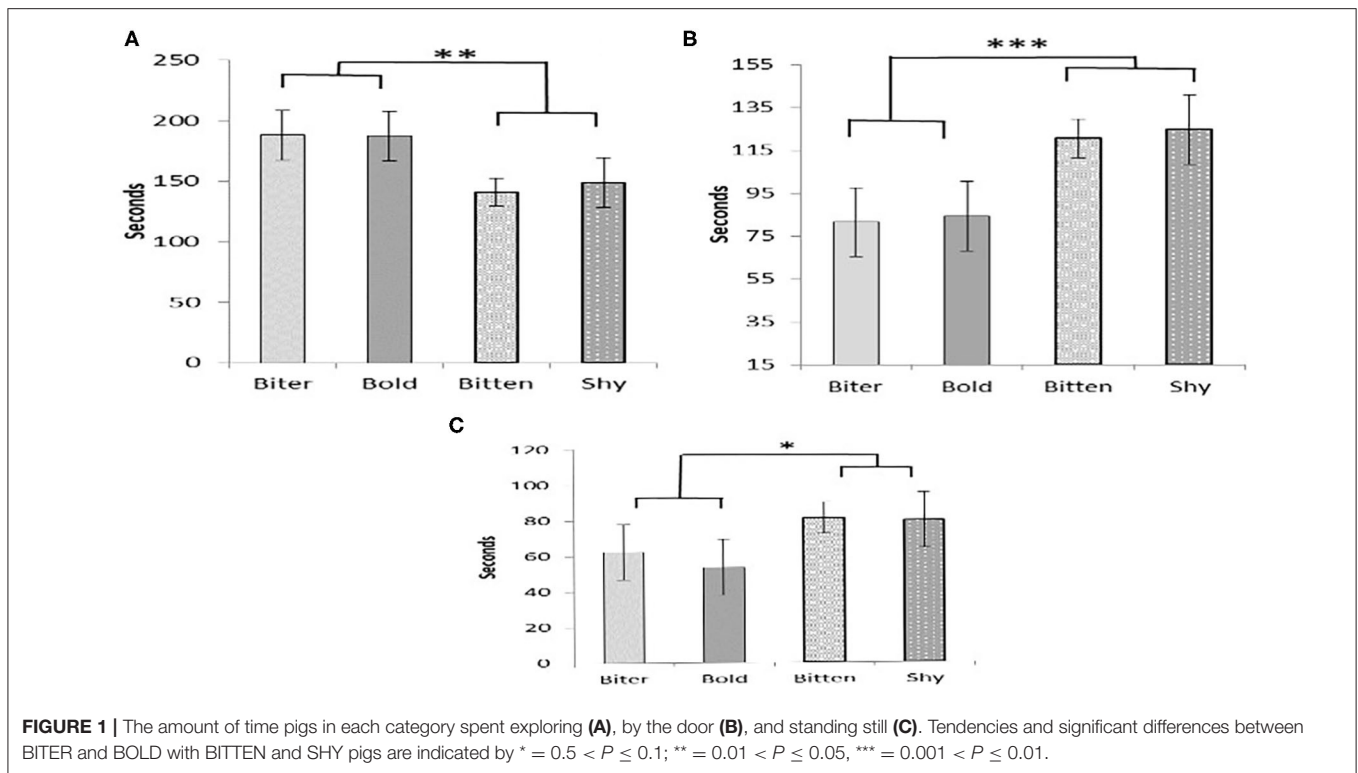 A
**
250
200
150
100
50
0
Seconds
Biter Bold Bitten Shy
B
***
155
135
115
95
75
55
35
15
Seconds
Biter Bold Bitten Shy
C
*
120
100
80
60
40
20
0
Seconds
Biter Bold Bitten Shy
FIGURE 1 | The amount of time pigs in each category spent exploring (A), by the door (B), and standing still (C). Tendencies and significant differences between
BITER and BOLD with BITTEN and SHY pigs are indicated by * = 0.5 < P ≤ 0.1; ** = 0.01 < P ≤ 0.05, *** = 0.001 < P ≤ 0.01.